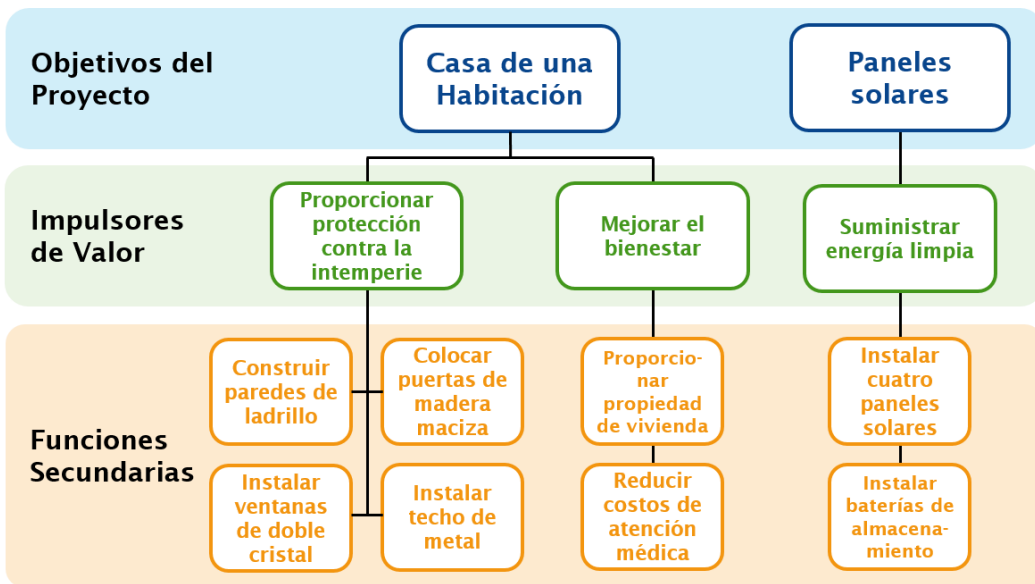 Objetivos del
Proyecto
Casa de una
Habitación
Paneles
solares
Impulsores
de Valor
Proporcionar
protección
contra la
intemperie
Mejorar el
bienestar
Suministrar
energía limpia
Funciones
Secundarias
Construir
paredes de
ladrillo
Colocar
puertas de
madera
maciza
Proporcio-
nar
propiedad
de vivienda
Instalar
cuatro
paneles
solares
Instalar
ventanas
de doble
cristal
Instalar
techo de
metal
Reducir
costos de
atención
médica
Instalar
baterías de
almacena-
miento